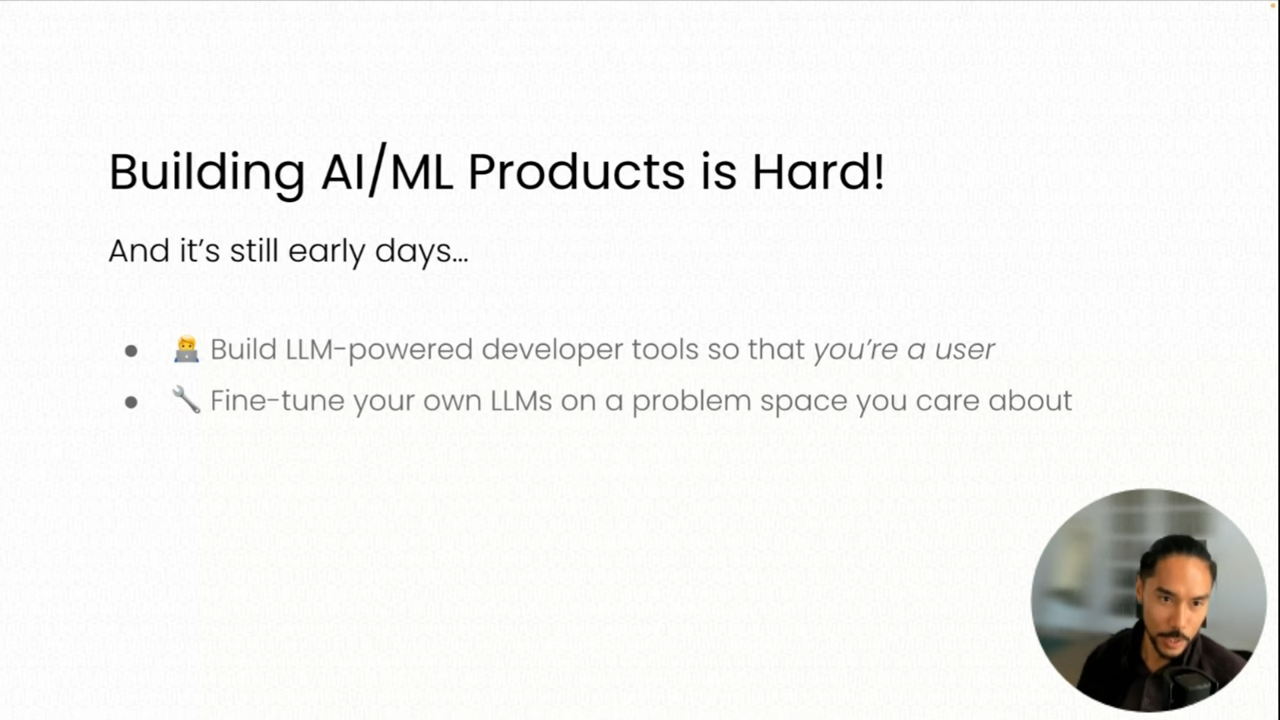 Building AI/ML Products is Hard!
And it’s still early days...
● 🧑‍💻 Build LLM-powered developer tools so that you’re a user
● 🔧 Fine-tune your own LLMs on a problem space you care about